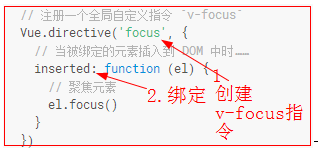 // 注册一个全局自定义指令 `v-focus`
Vue.directive('focus', {
// 当被绑定的元素插入到 DOM 中时……
inserted: function (el) {
// 聚焦元素
el.focus()
}
})
1
创建
v-focus指
令
2.绑定